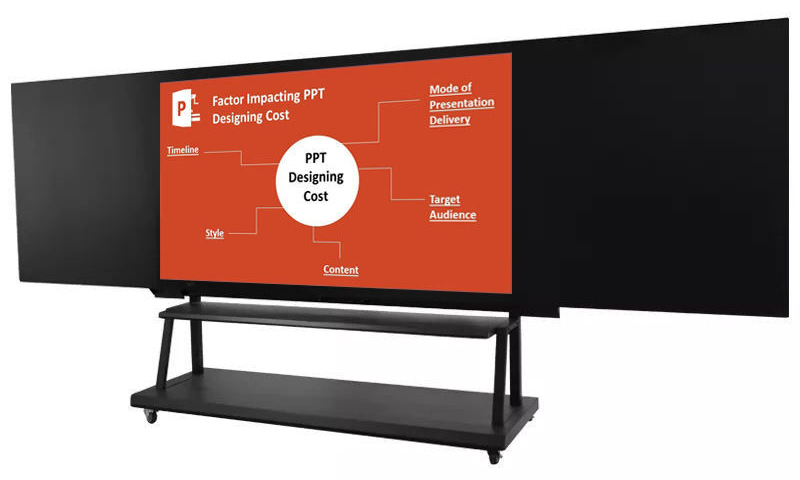 P
Factor Impacting PPT
Designing Cost
Mode of
Presentation
Delivery
Timeline
PPT
Designing
Cost
Target
Audience
Style
Content